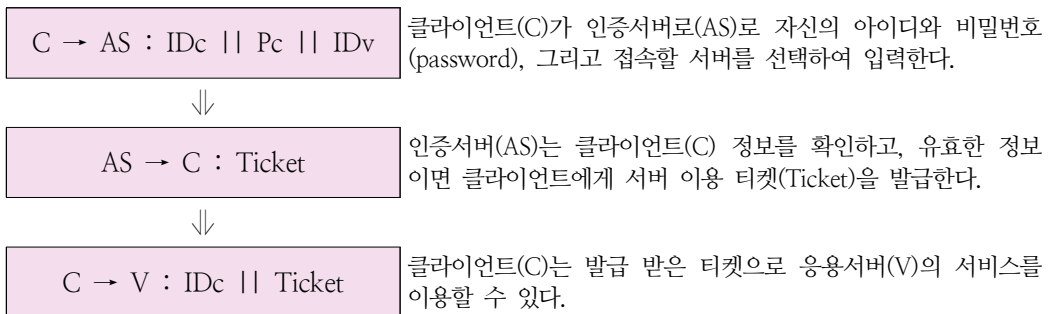 C → AS : IDc || Pc || IDv
클라이언트(C)가 인증서버로(AS)로 자신의 아이디와 비밀번호
(password), 그리고 접속할 서버를 선택하여 입력한다.
⇓
AS → C : Ticket
인증서버(AS)는 클라이언트(C) 정보를 확인하고, 유효한 정보
이면 클라이언트에게 서버 이용 티켓(Ticket)을 발급한다.
⇓
C → V : IDc || Ticket
클라이언트(C)는 발급 받은 티켓으로 응용서버(V)의 서비스를
이용할 수 있다.